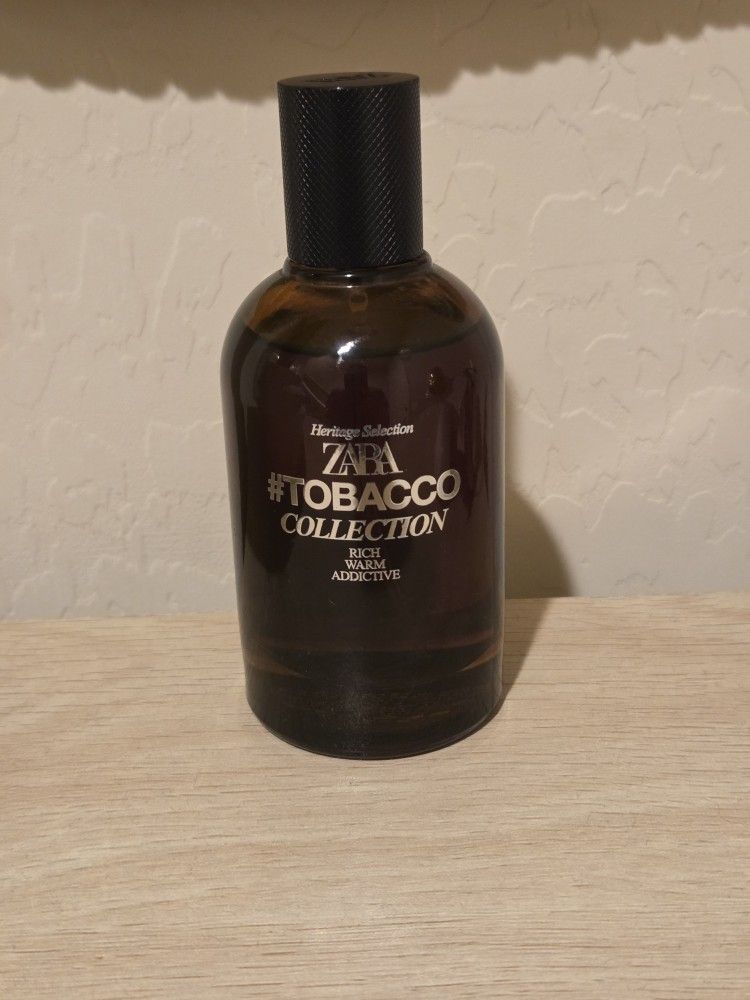 Heritage Selection
ZARA
#TOBACCO
COLLECTION
RICH
WARM
ADDICTIVE